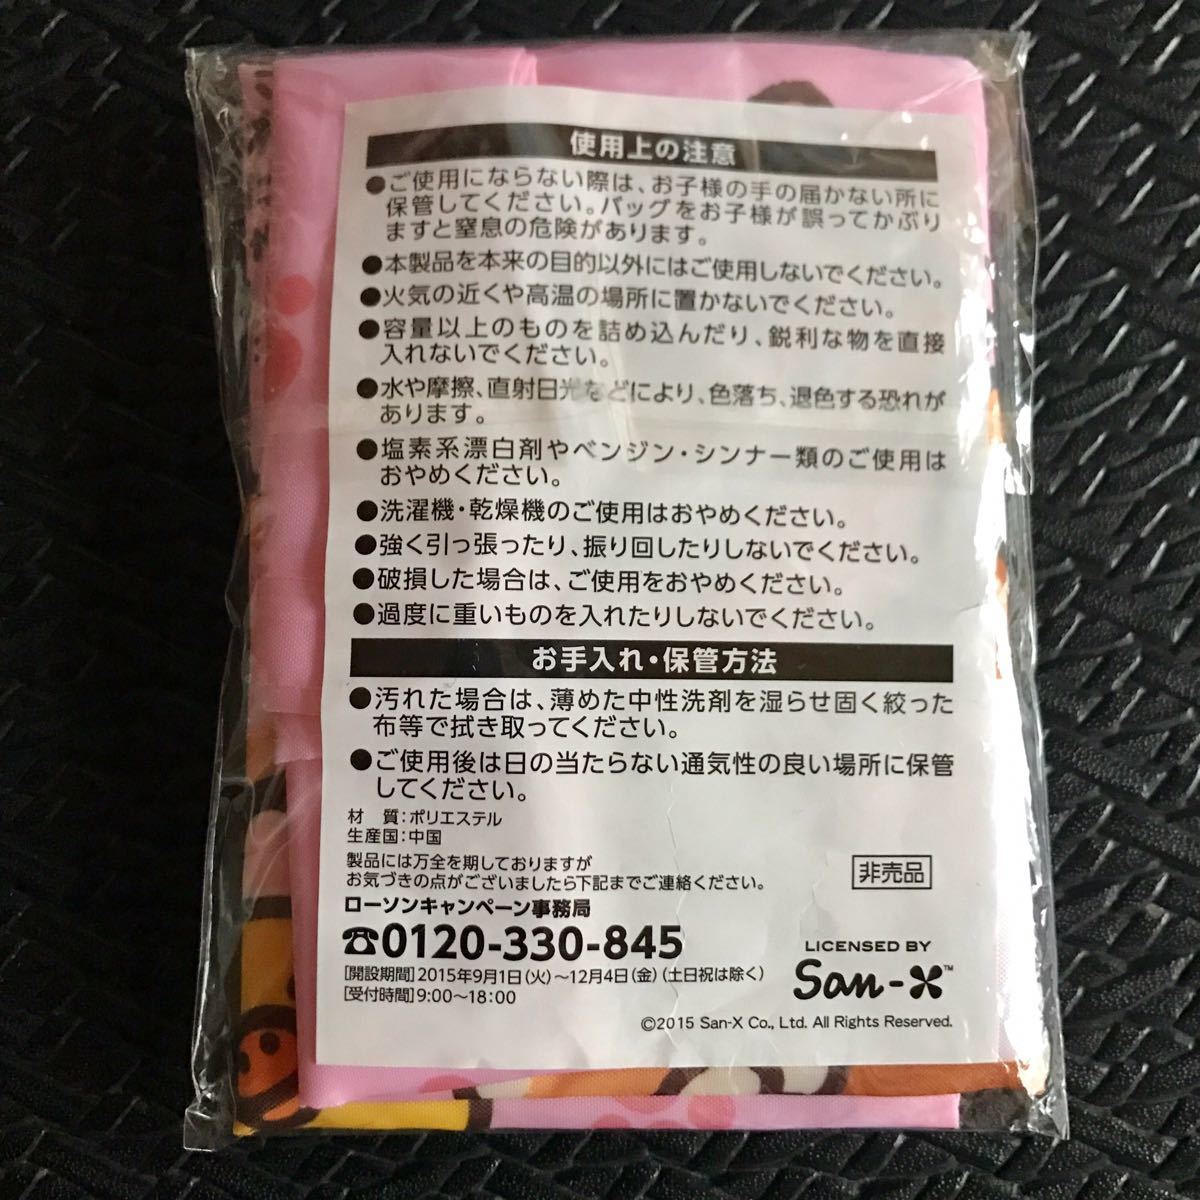 使用上の注意
●ご使用にならない際は、お子様の手の届かない所に
保管してください。バッグをお子様が誤ってかぶり
ますと窒息の危険があります。
●本製品を本来の目的以外にはご使用しないでください。
●火気の近くや高温の場所に置かないでください。
●容量以上のものを詰め込んだり、鋭利な物を直接
入れないでください。
●水や摩擦、直射日光などにより、色落ち、退色する恐れが
あります。
●塩素系漂白剤やベンジン・シンナー類のご使用は
おやめください。
●洗濯機・乾燥機のご使用はおやめください。
●強く引っ張ったり、振り回したりしないでください。
●破損した場合は、ご使用をおやめください。
●過度に重いものを入れたりしないでください。
お手入れ・保管方法
●汚れた場合は、薄めた中性洗剤を湿らせ固く絞った
布等で拭き取ってください。
●ご使用後は日の当たらない通気性の良い場所に保管
してください。
材　質：ポリエステル
生産国：中国
製品には万全を期しておりますが
お気づきの点がございましたら下記までご連絡ください。
非売品
ローソンキャンペーン事務局
☎0120-330-845
[開設期間]2015年9月1日(火)～12月4日(金)(土日祝は除く)
[受付時間]9:00～18:00
LICENSED BY
San-X™
©2015 San-X Co., Ltd. All Rights Reserved.